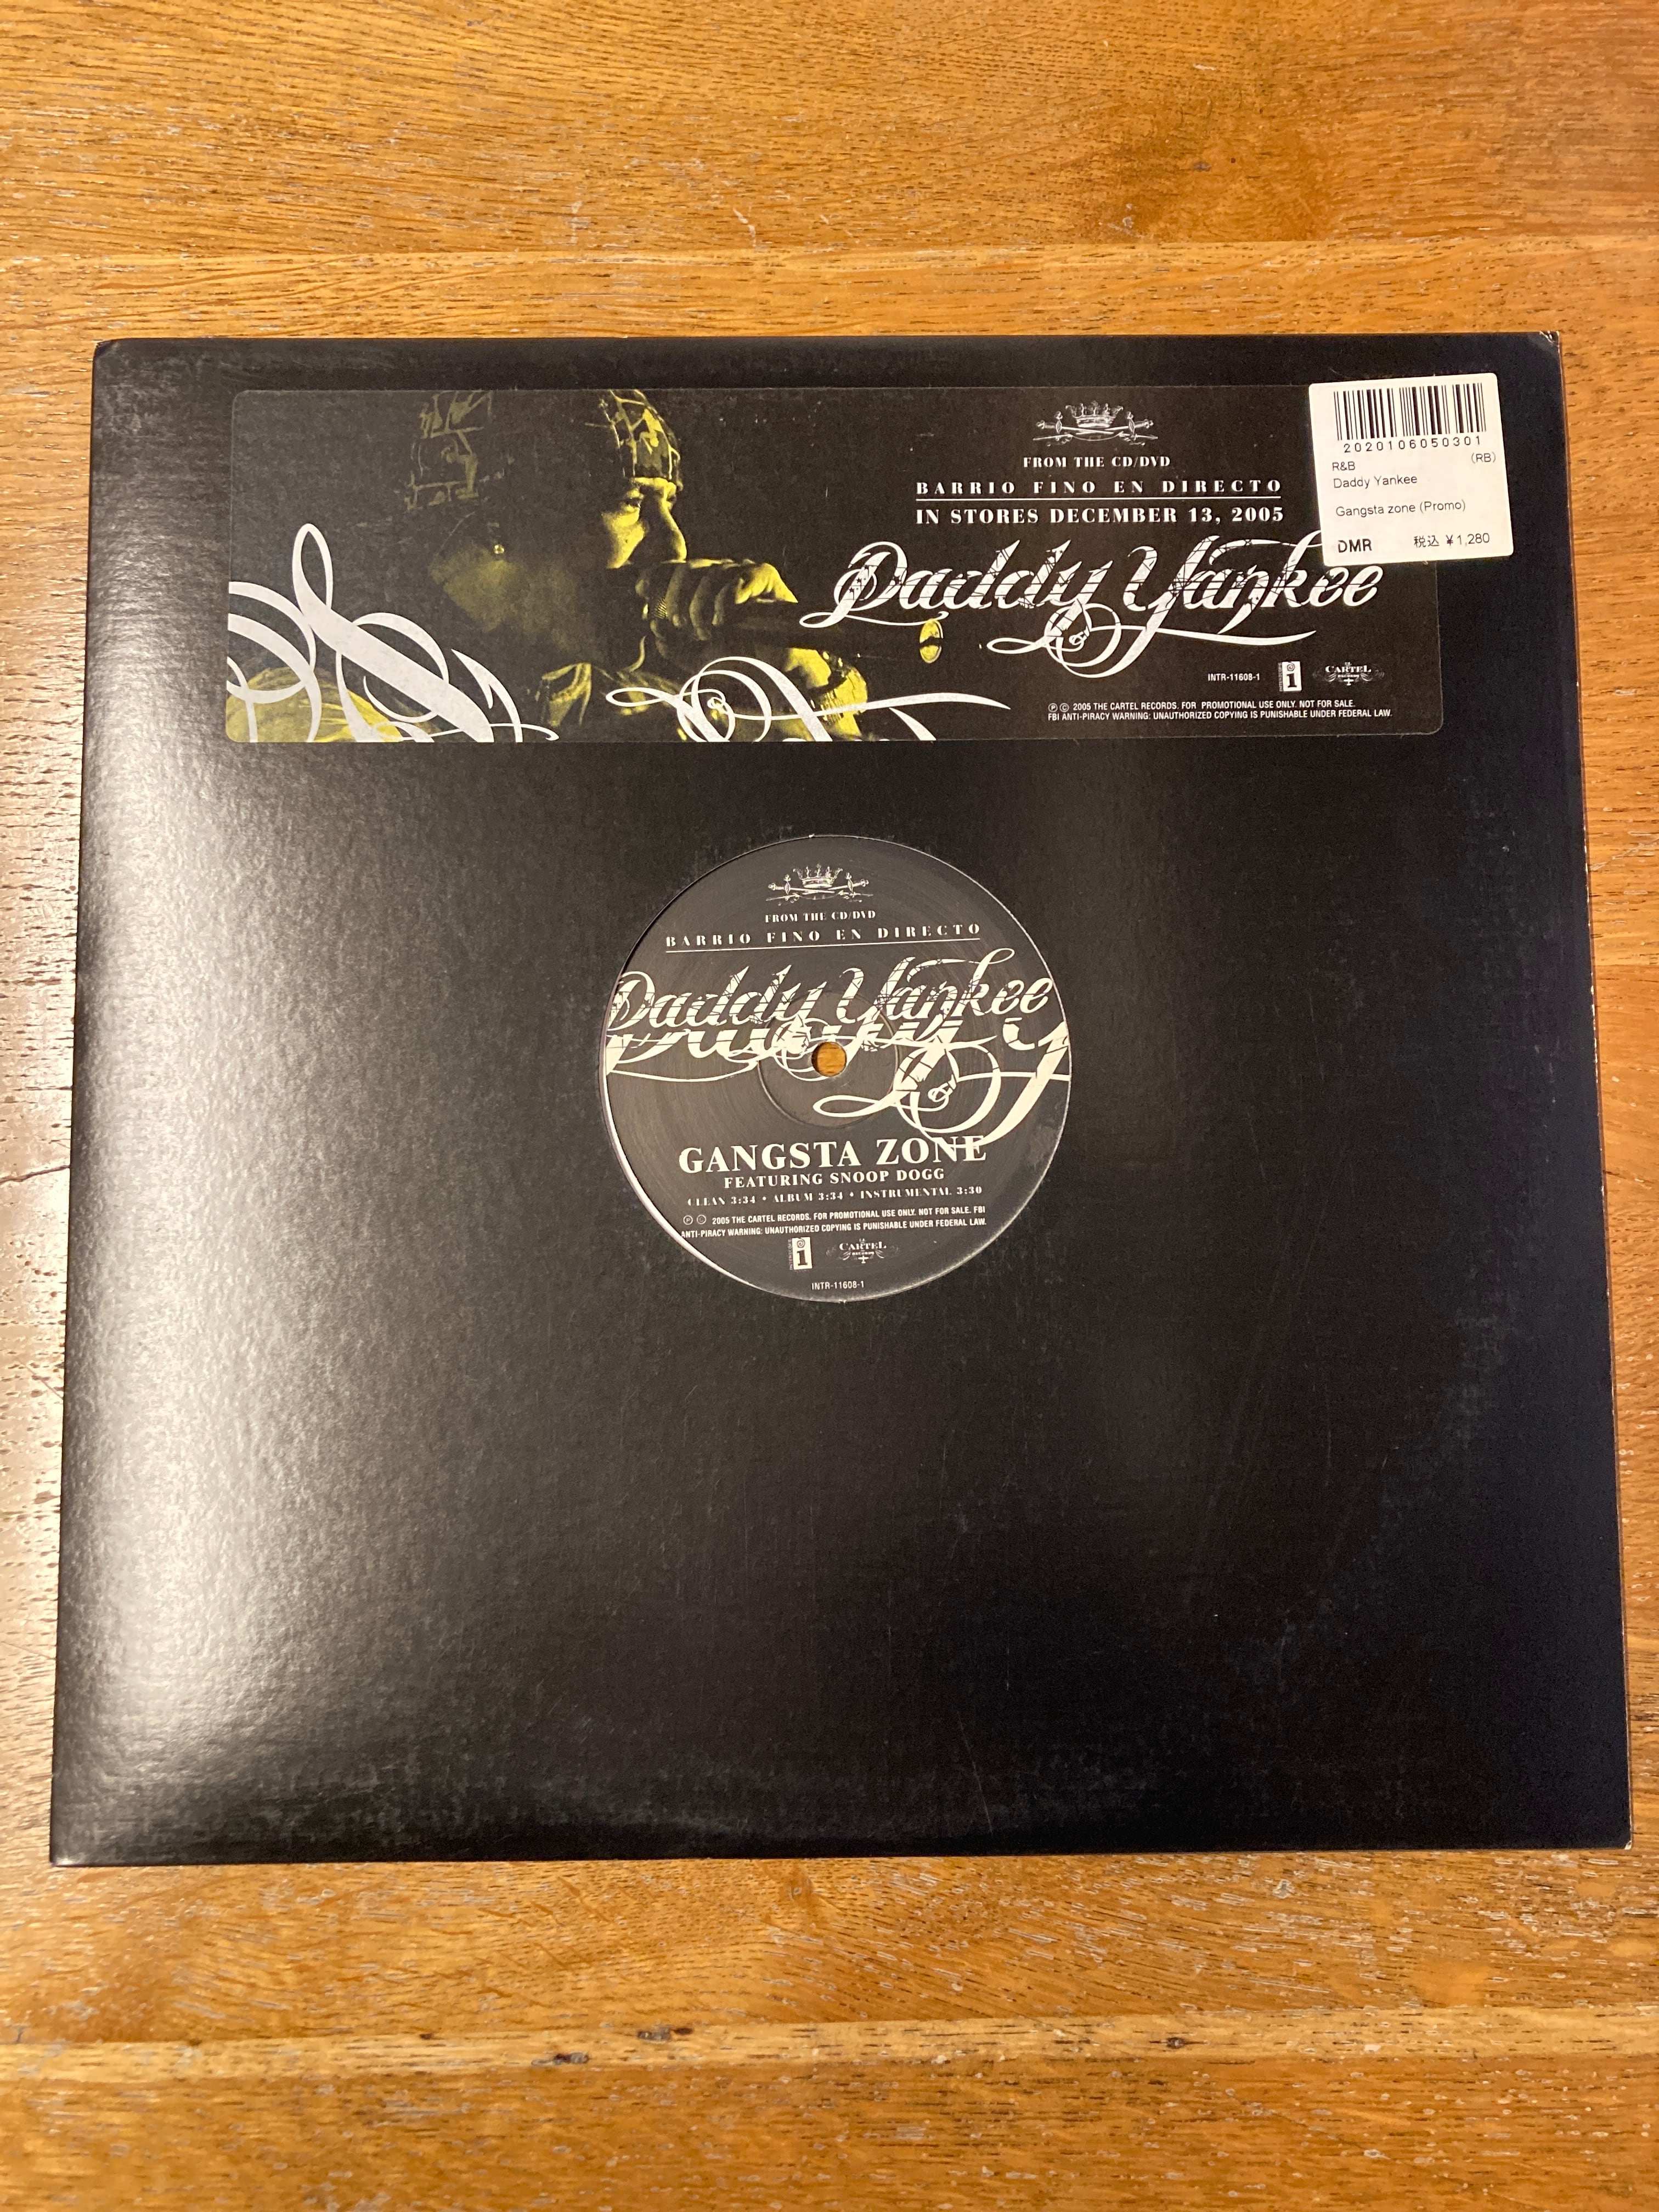 2020106050301
R&B (RB)
Daddy Yankee
Gangsta zone (Promo)
DMR 税込 ¥1,280
FROM THE CD/DVD
BARRIO FINO EN DIRECTO
IN STORES DECEMBER 13, 2005
Daddy Yankee
INTR-11608-1
i
CARTEL
RECORDS
℗ © 2005 THE CARTEL RECORDS. FOR PROMOTIONAL USE ONLY. NOT FOR SALE.
FBI ANTI-PIRACY WARNING: UNAUTHORIZED COPYING IS PUNISHABLE UNDER FEDERAL LAW.
FROM THE CD/DVD
BARRIO FINO EN DIRECTO
Daddy Yankee
GANGSTA ZONE
FEATURING SNOOP DOGG
CLEAN 3:34 • ALBUM 3:34 • INSTRUMENTAL 3:30
℗ © 2005 THE CARTEL RECORDS. FOR PROMOTIONAL USE ONLY. NOT FOR SALE. FBI
ANTI-PIRACY WARNING: UNAUTHORIZED COPYING IS PUNISHABLE UNDER FEDERAL LAW.
i
CARTEL
RECORDS
INTR-11608-1